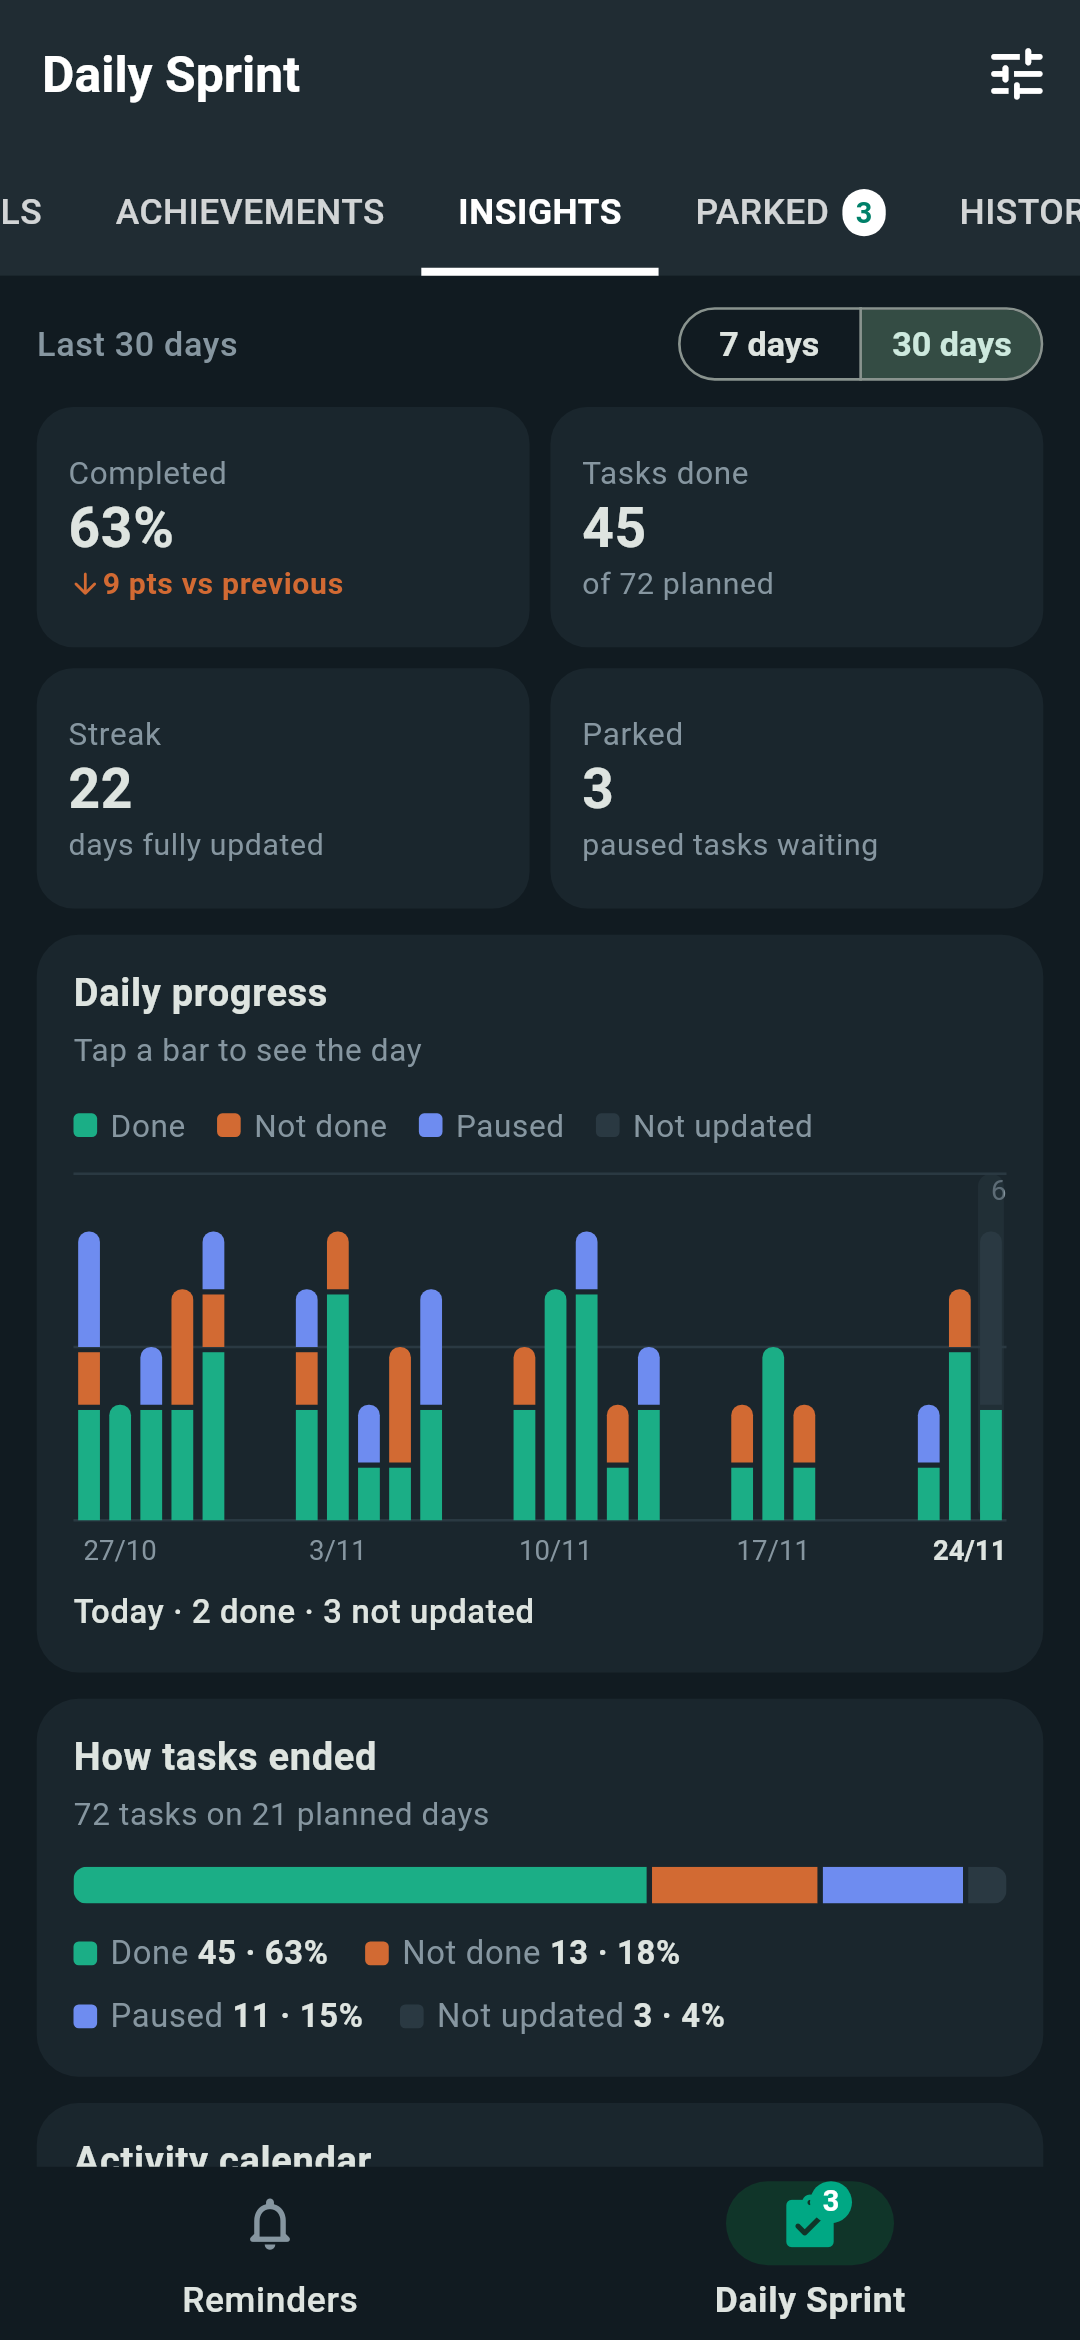 Daily Sprint
LS ACHIEVEMENTS INSIGHTS PARKED 3 HISTOR
Last 30 days 7 days 30 days
Completed Tasks done
63% 45
↓ 9 pts vs previous of 72 planned
Streak Parked
22 3
days fully updated paused tasks waiting
Daily progress
Tap a bar to see the day
Done Not done Paused Not updated
6
27/10 3/11 10/11 17/11 24/11
Today · 2 done · 3 not updated
How tasks ended
72 tasks on 21 planned days
Done 45 · 63% Not done 13 · 18%
Paused 11 · 15% Not updated 3 · 4%
Activity calendar
3
Reminders Daily Sprint